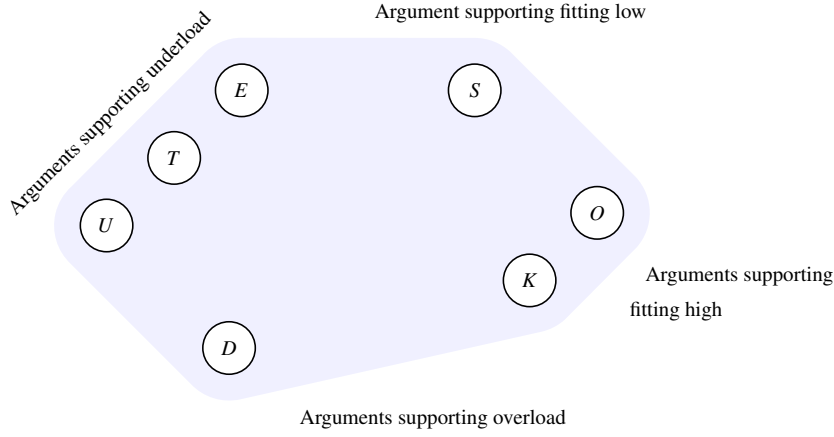 Argument supporting fitting low
Arguments supporting underload
E
S
T
U
O
K
Arguments supporting
fitting high
D
Arguments supporting overload